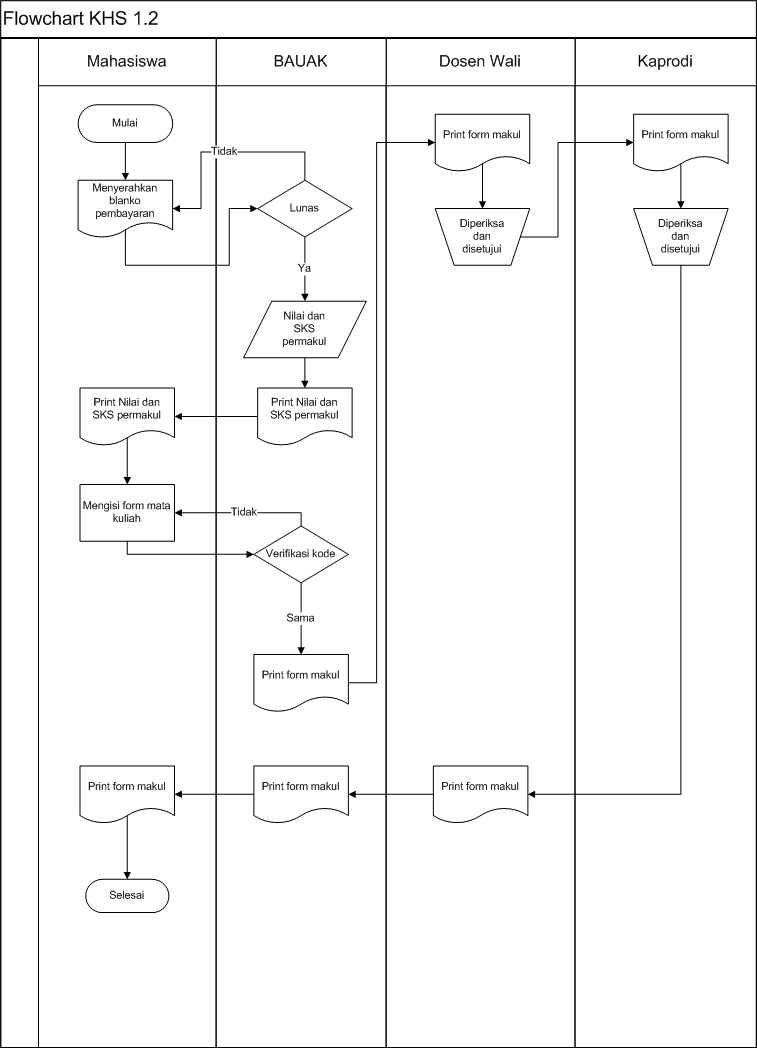 Flowchart KHS 1.2
Mahasiswa
BAUAK
Dosen Wali
Kaprodi
Mulai
Menyerahkan
blanko
pembayaran
Tidak
Lunas
Ya
Nilai dan
SKS
permakul
Print Nilai dan
SKS permakul
Print Nilai dan
SKS permakul
Mengisi form mata
kuliah
Tidak
Verifikasi kode
Sama
Print form makul
Print form makul
Diperiksa
dan
disetujui
Print form makul
Diperiksa
dan
disetujui
Print form makul
Print form makul
Print form makul
Selesai